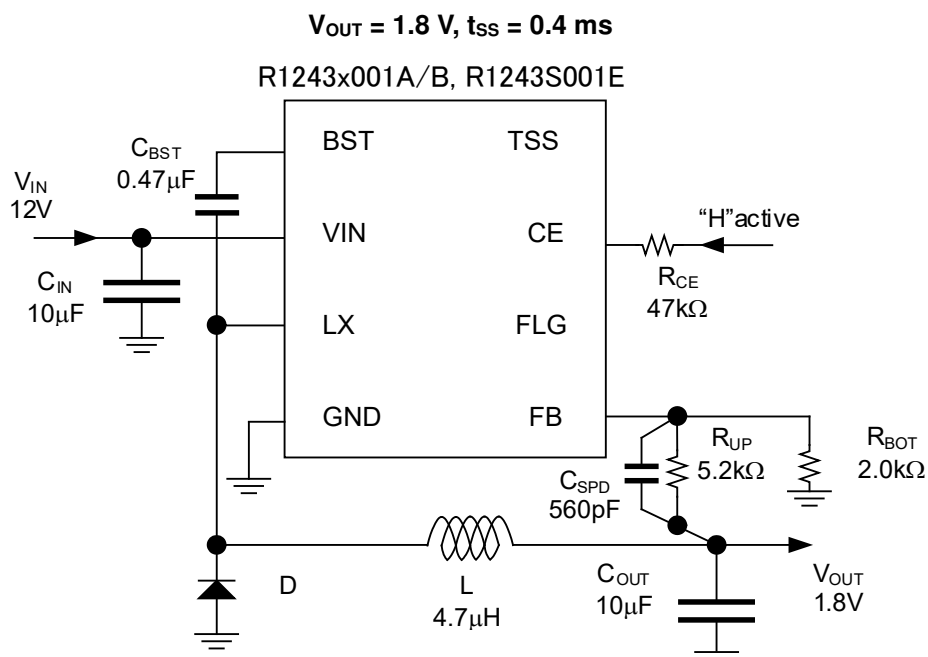 VOUT = 1.8 V, tSS = 0.4 ms
R1243x001A/B, R1243S001E
BST
TSS
CBST
0.47μF
VIN
12V
VIN
CE
"H"active
RCE
47kΩ
CIN
10μF
LX
FLG
GND
FB
RUP
5.2kΩ
RBOT
2.0kΩ
CSPD
560pF
D
L
4.7μH
COUT
10μF
VOUT
1.8V